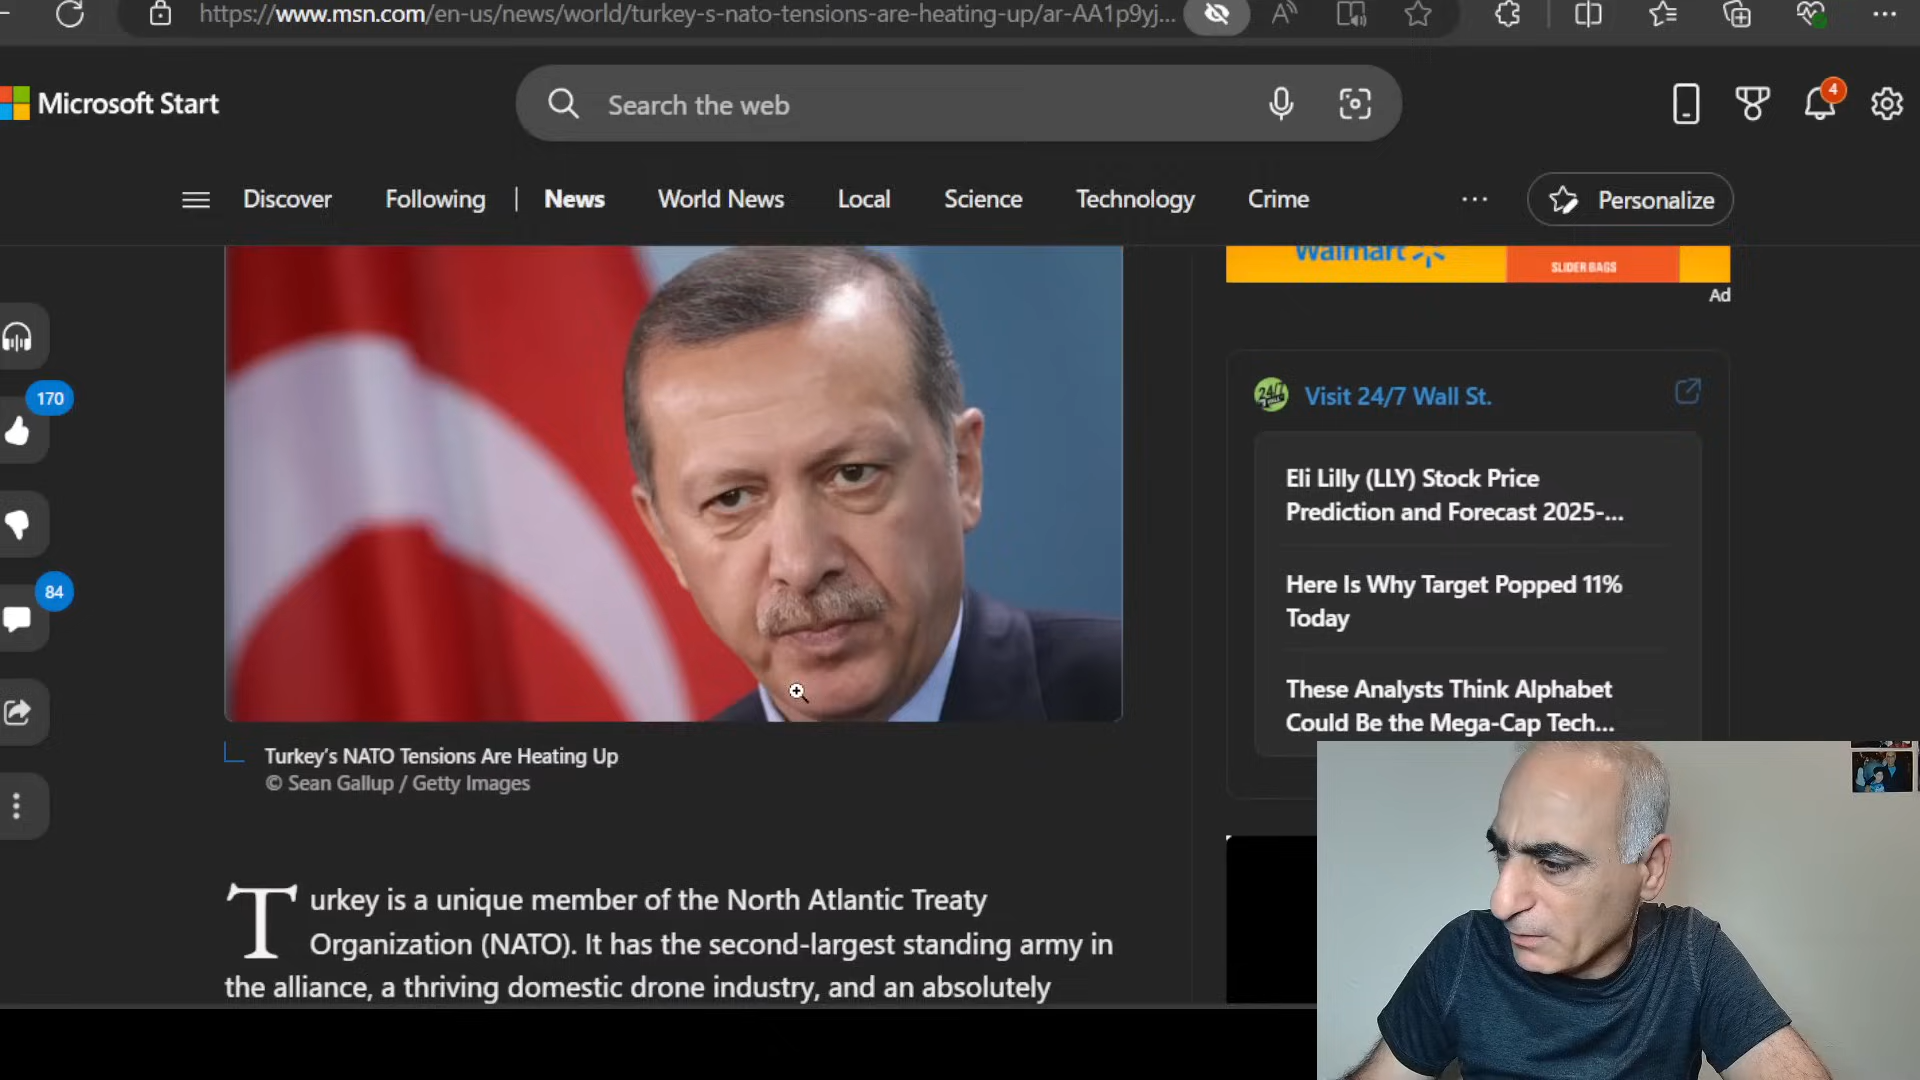 https://www.msn.com/en-us/news/world/turkey-s-nato-tensions-are-heating-up/ar-AA1p9yj...
Microsoft Start
Search the web
4
Discover
Following
News
World News
Local
Science
Technology
Crime
Personalize
Walmart
SLIDER BAGS
Ad
170
84
24/7
Visit 24/7 Wall St.
Eli Lilly (LLY) Stock Price
Prediction and Forecast 2025-...
Here Is Why Target Popped 11%
Today
These Analysts Think Alphabet
Could Be the Mega-Cap Tech...
Turkey’s NATO Tensions Are Heating Up
© Sean Gallup / Getty Images
Turkey is a unique member of the North Atlantic Treaty
Organization (NATO). It has the second-largest standing army in
the alliance, a thriving domestic drone industry, and an absolutely